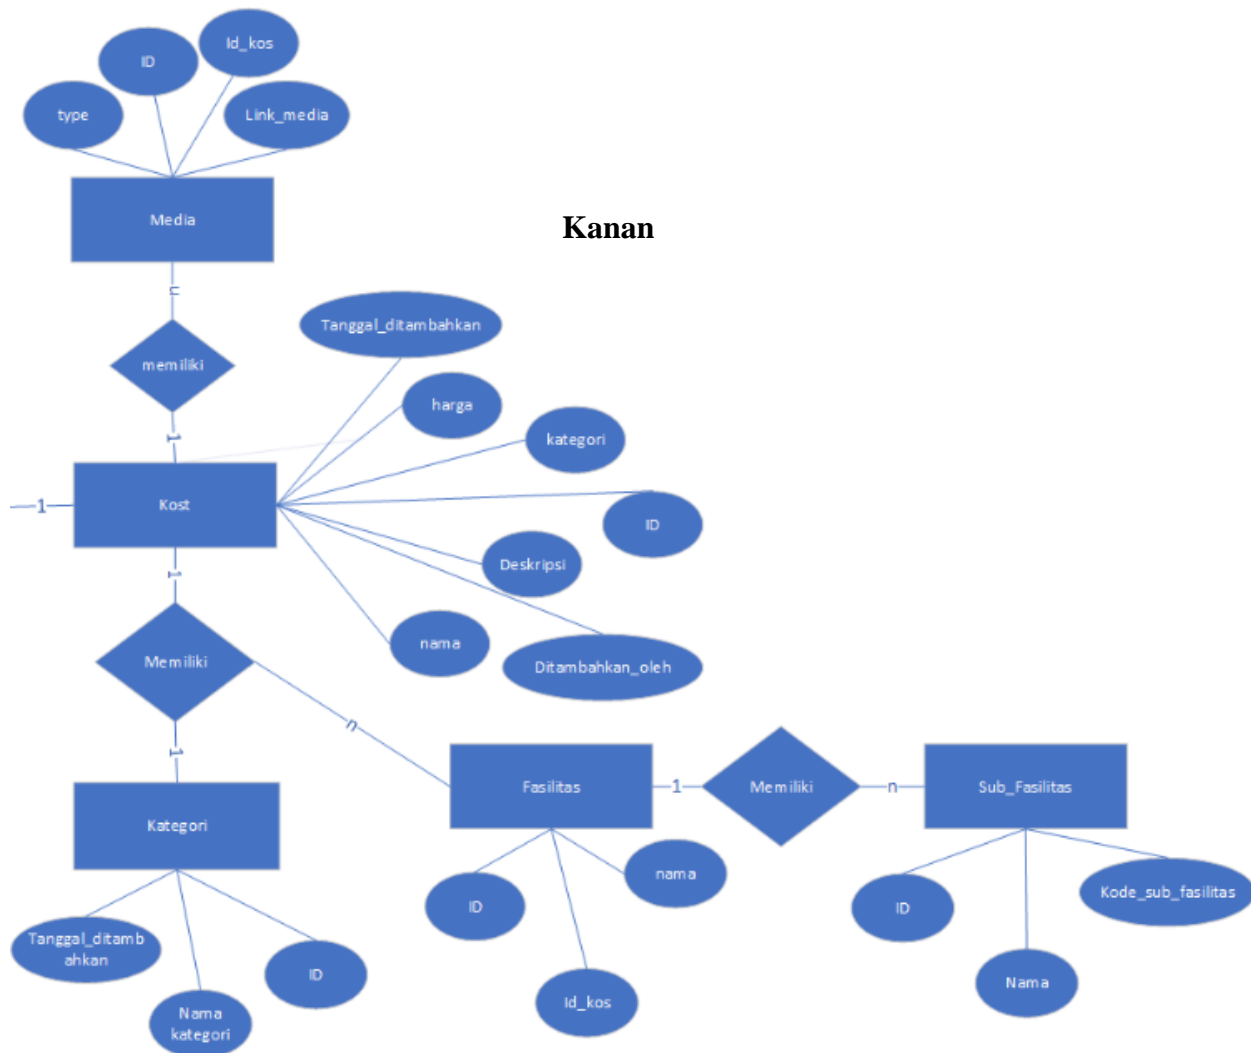 Id_kos
ID
type
Link_media
Media
Kanan
n
Tanggal_ditambahkan
memiliki
harga
kategori
1
1
Kost
ID
Deskripsi
1
nama
Memiliki
Ditambahkan_oleh
n
1
Fasilitas
1
Memiliki
n
Sub_Fasilitas
Kategori
nama
Kode_sub_fasilitas
ID
ID
Tanggal_ditamb
ahkan
ID
Nama
Id_kos
Nama
kategori